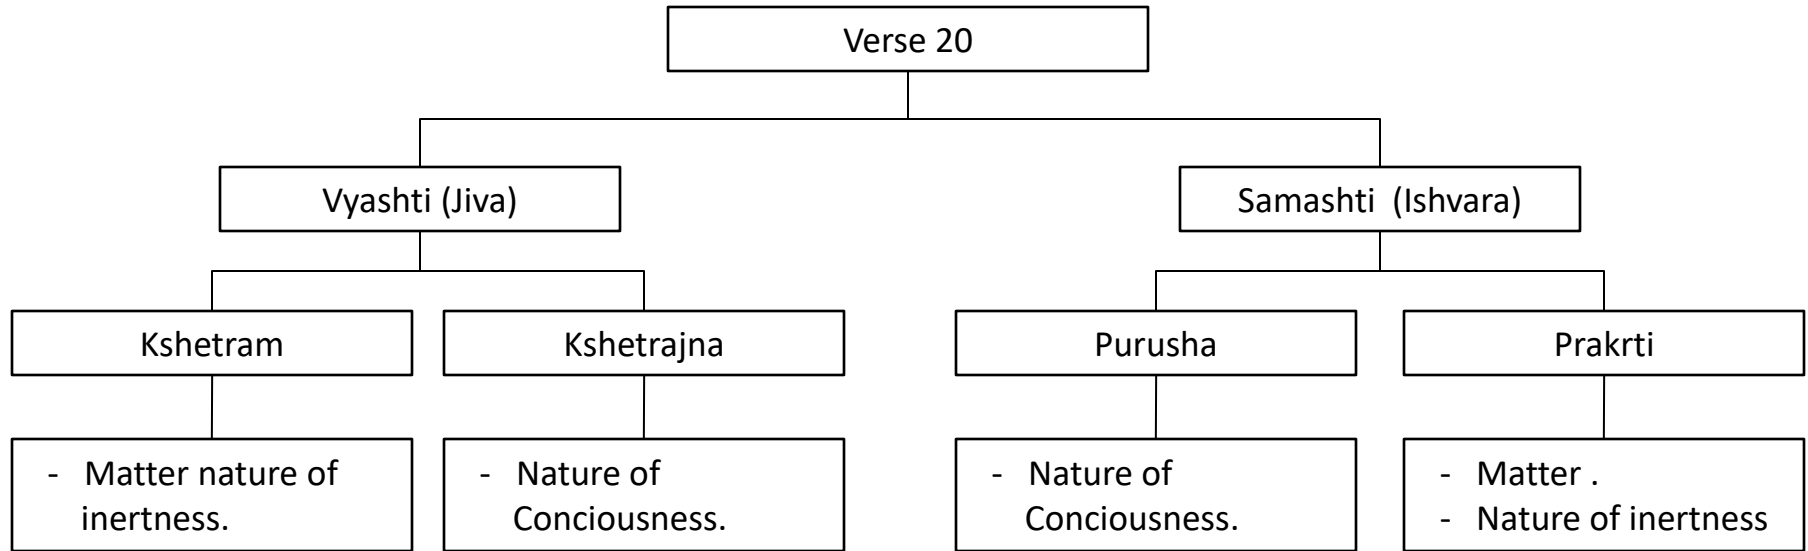 Verse 20
Vyashti (Jiva)
Samashti (Ishvara)
Kshetram
Kshetrajna
Purusha
Prakrti
- Matter nature of
inertness.
- Nature of
Conciousness.
- Nature of
Conciousness.
- Matter .
- Nature of inertness